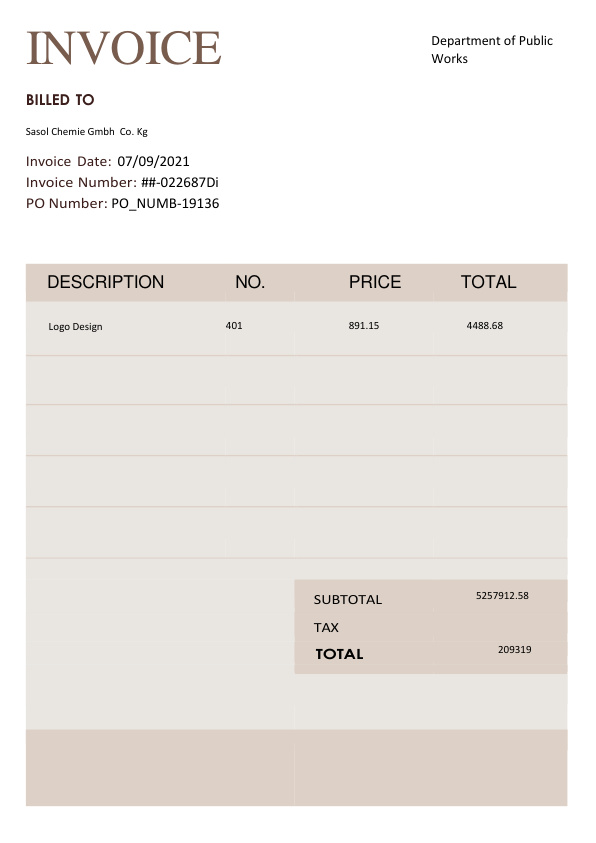 INVOICE
Department of Public
Works
BILLED TO
Sasol Chemie Gmbh  Co. Kg
Invoice Date: 07/09/2021
Invoice Number: ##-022687Di
PO Number: PO_NUMB-19136
DESCRIPTION NO. PRICE TOTAL
Logo Design 401 891.15 4488.68
SUBTOTAL 5257912.58
TAX
TOTAL 209319